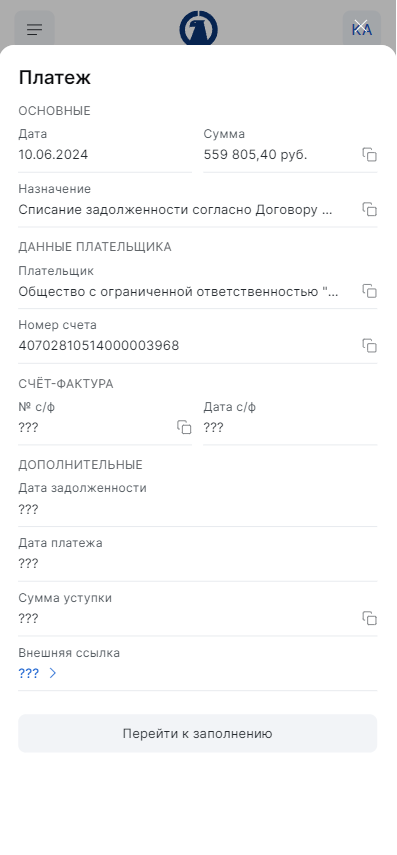 КА
Платеж
ОСНОВНЫЕ
Дата
Сумма
10.06.2024
559 805,40 руб.
Назначение
Списание задолженности согласно Договору ...
ДАННЫЕ ПЛАТЕЛЬЩИКА
Плательщик
Общество с ограниченной ответственностью "...
Номер счета
40702810514000003968
СЧЁТ-ФАКТУРА
№ с/ф
Дата с/ф
???
???
ДОПОЛНИТЕЛЬНЫЕ
Дата задолженности
???
Дата платежа
???
Сумма уступки
???
Внешняя ссылка
???
Перейти к заполнению